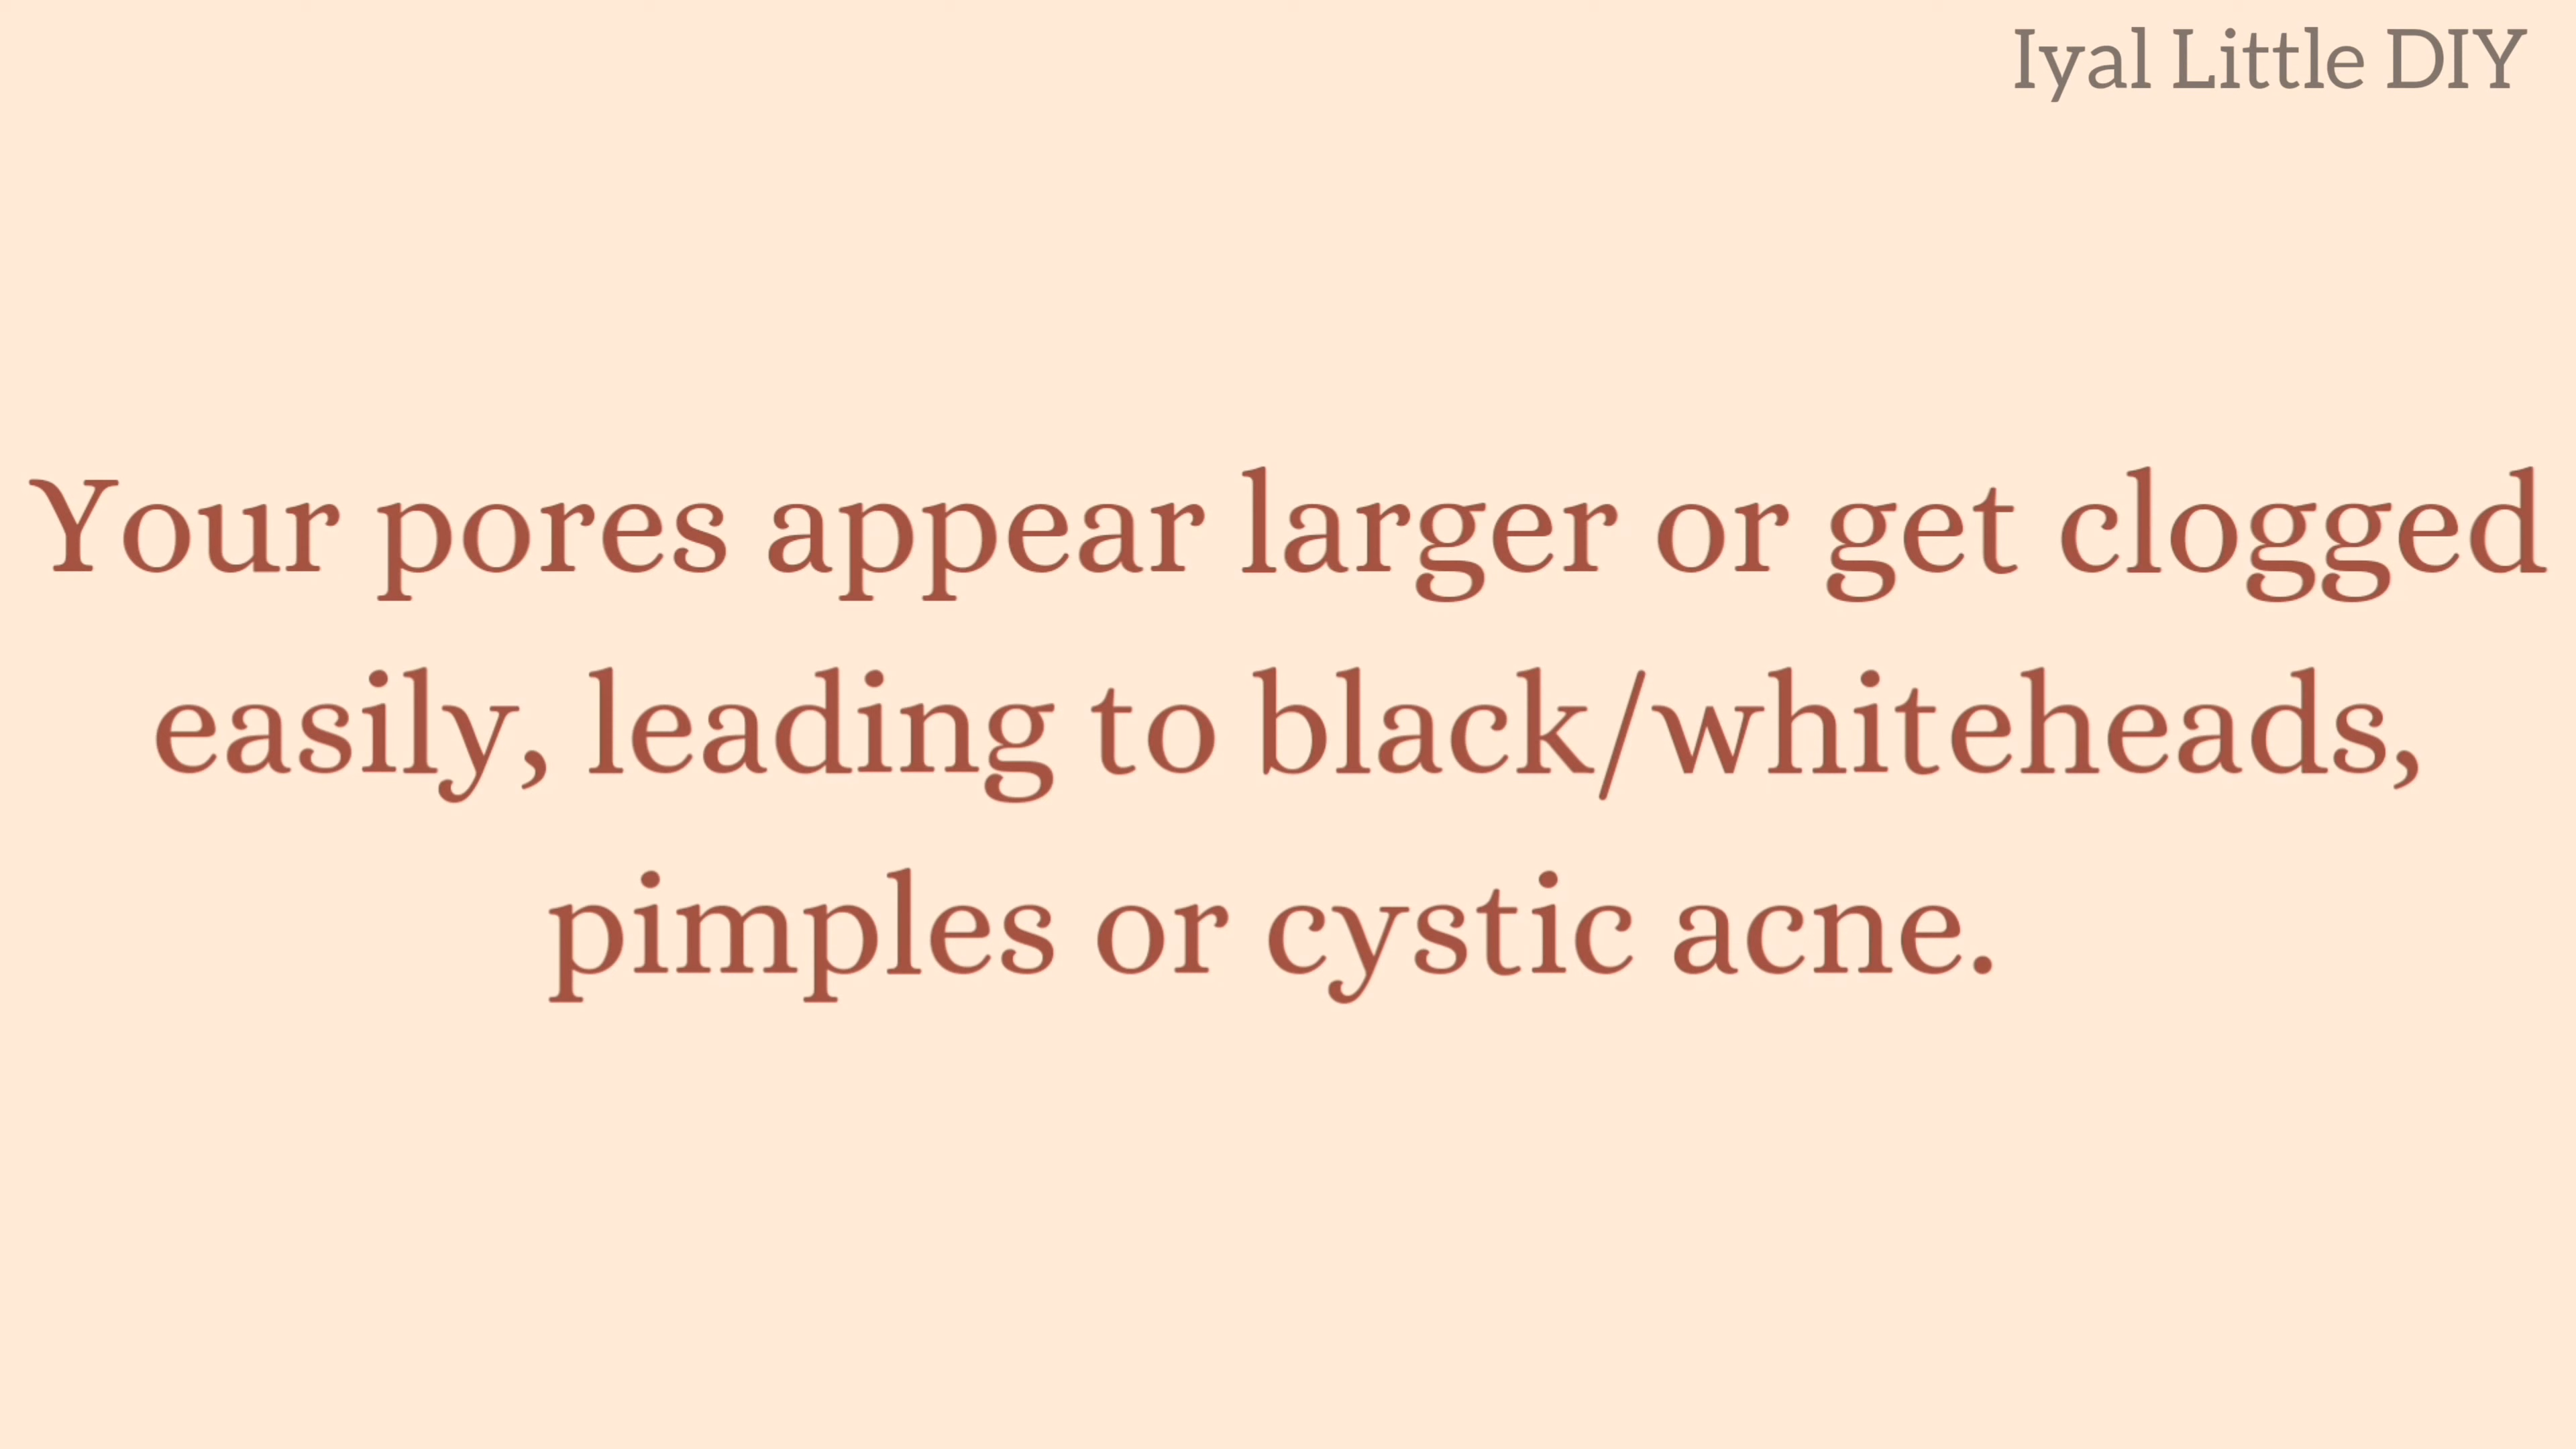 Iyal Little DIY
Your pores appear larger or get clogged
easily, leading to black/whiteheads,
pimples or cystic acne.